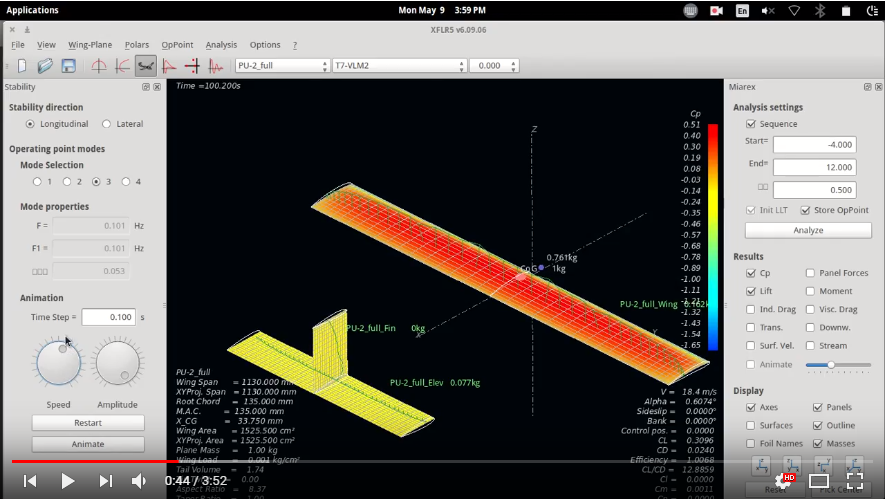 Applications
Mon May 9 3:59 PM
En
XFLR5 v6.09.06
File View Wing-Plane Polars OpPoint Analysis Options ?
PU-2_full T7-VLM2 0.000
Stability
Stability direction
Longitudinal Lateral
Operating point modes
Mode Selection
1 2 3 4
Mode properties
F = 0.101 Hz
F1 = 0.101 Hz
0.053
Animation
Time Step = 0.100 s
Speed Amplitude
Restart
Animate
Time =100.200s
Z
0.761kg
CoG 1kg
PU-2_full_Wing
PU-2_full_Fin 0kg
PU-2_full_Elev 0.077kg
Cp
0.51
0.40
0.30
0.19
0.08
-0.03
-0.14
-0.24
-0.35
-0.46
-0.57
-0.68
-0.78
-0.89
-1.00
-1.11
-1.21
-1.32
-1.43
-1.54
-1.65
PU-2_full
Wing Span = 1130.000 mm
XYProj. Span = 1130.000 mm
Root Chord = 135.000 mm
M.A.C. = 135.000 mm
X_CG = 33.750 mm
Wing Area = 1525.500 cm²
XYProj. Area = 1525.500 cm²
Plane Mass = 1.00 kg
Wing Load = 0.001 kg/cm²
Tail Volume = 1.74
Aspect Ratio = 8.37
V = 18.4 m/s
Alpha = 0.6074°
Sideslip = 0.0000°
Bank = 0.0000°
Control pos. = 0.0000
CL = 0.3096
CD = 0.0240
Efficiency = 1.0068
CL/CD = 12.8859
Cm = 0.0011
Miarex
Analysis settings
Sequence
Start= -4.000
End= 12.000
0.500
Init LLT Store OpPoint
Analyze
Results
Cp Panel Forces
Lift Moment
Ind. Drag Visc. Drag
Trans. Downw.
Surf. Vel. Stream
Animate
Display
Axes Panels
Surfaces Outline
Foil Names Masses
Reset Pick Center
0:44 / 3:52
HD